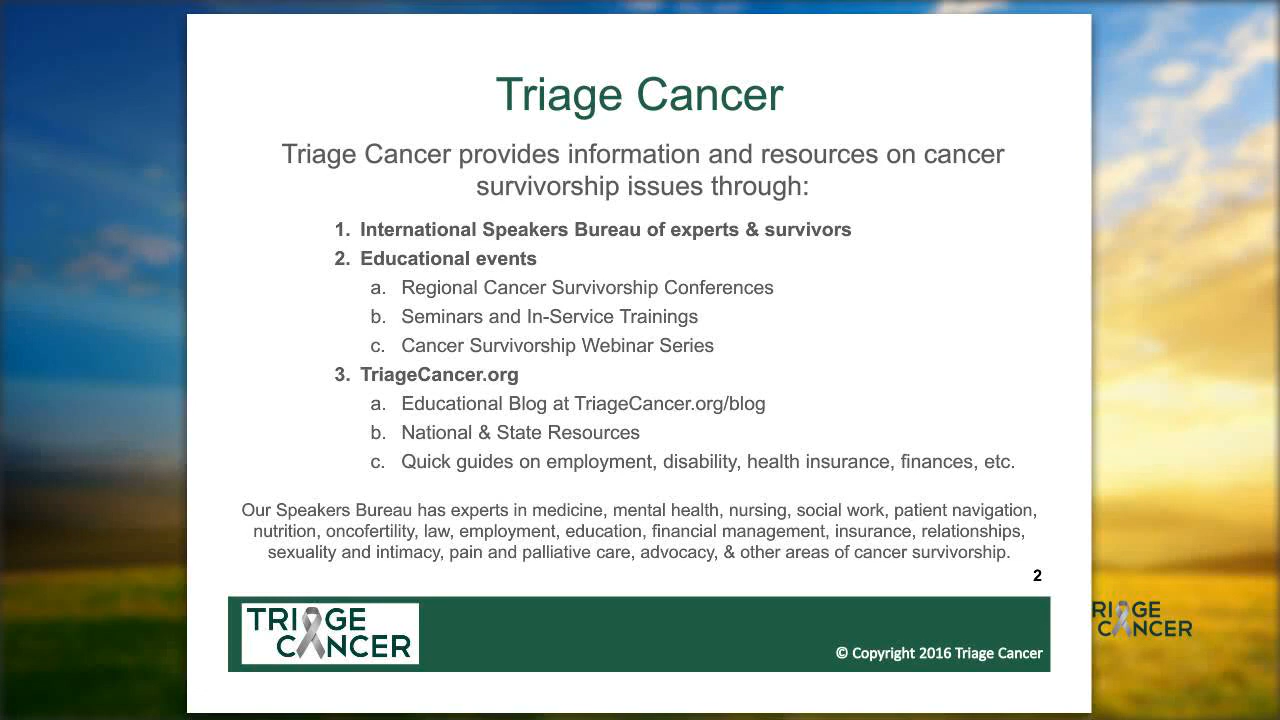 Triage Cancer
Triage Cancer provides information and resources on cancer
survivorship issues through:
1. International Speakers Bureau of experts & survivors
2. Educational events
a. Regional Cancer Survivorship Conferences
b. Seminars and In-Service Trainings
c. Cancer Survivorship Webinar Series
3. TriageCancer.org
a. Educational Blog at TriageCancer.org/blog
b. National & State Resources
c. Quick guides on employment, disability, health insurance, finances, etc.
Our Speakers Bureau has experts in medicine, mental health, nursing, social work, patient navigation,
nutrition, oncofertility, law, employment, education, financial management, insurance, relationships,
sexuality and intimacy, pain and palliative care, advocacy, & other areas of cancer survivorship.
2
TRIAGE
CANCER
© Copyright 2016 Triage Cancer
RIAGE
CANCER